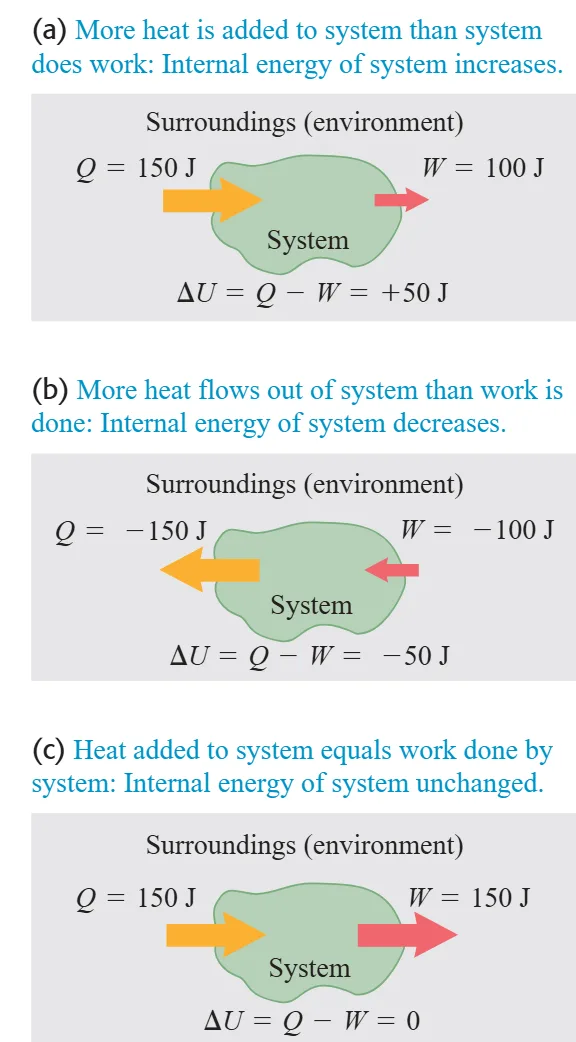 (a) More heat is added to system than system
does work: Internal energy of system increases.
Surroundings (environment)
Q = 150 J W = 100 J
System
ΔU = Q − W = +50 J
(b) More heat flows out of system than work is
done: Internal energy of system decreases.
Surroundings (environment)
Q = −150 J W = −100 J
System
ΔU = Q − W = −50 J
(c) Heat added to system equals work done by
system: Internal energy of system unchanged.
Surroundings (environment)
Q = 150 J W = 150 J
System
ΔU = Q − W = 0